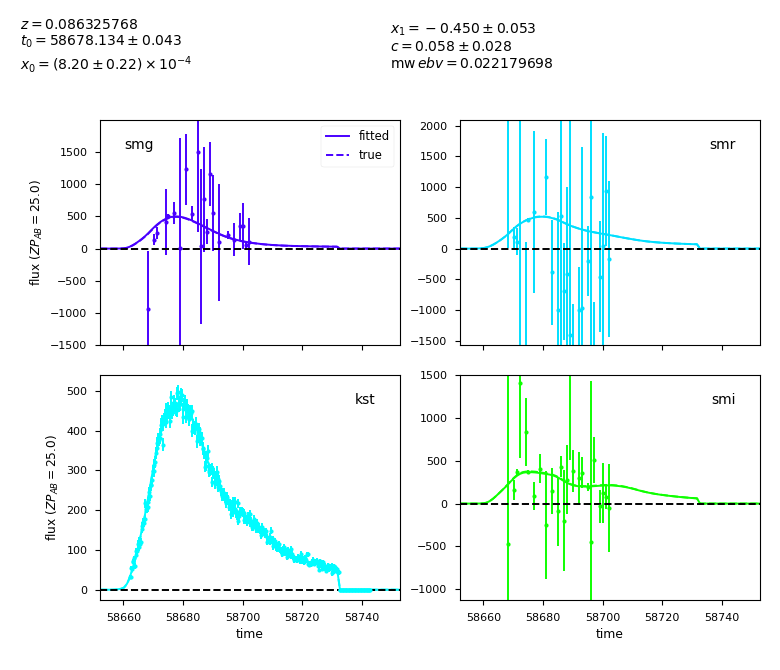 z = 0.086325768
t₀ = 58678.134 ± 0.043
x₀ = (8.20 ± 0.22) × 10⁻⁴
x₁ = −0.450 ± 0.053
c = 0.058 ± 0.028
mw ebv = 0.022179698
smg
fitted
true
1500
1000
500
0
−500
−1000
−1500
flux (ZP_AB = 25.0)
smr
2000
1500
1000
500
0
−500
−1000
−1500
kst
500
400
300
200
100
0
flux (ZP_AB = 25.0)
58660 58680 58700 58720 58740
time
smi
1500
1000
500
0
−500
−1000
58660 58680 58700 58720 58740
time